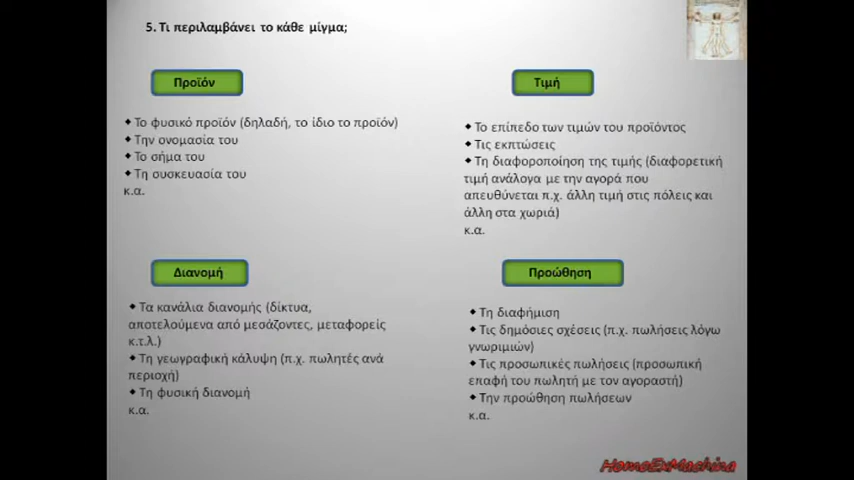 5. Τι περιλαμβάνει το κάθε μίγμα;
Προϊόν
◆ Το φυσικό προϊόν (δηλαδή, το ίδιο το προϊόν)
◆ Την ονομασία του
◆ Το σήμα του
◆ Τη συσκευασία του
κ.α.
Τιμή
◆ Το επίπεδο των τιμών του προϊόντος
◆ Τις εκπτώσεις
◆ Τη διαφοροποίηση της τιμής (διαφορετική
τιμή ανάλογα με την αγορά που
απευθύνεται π.χ. άλλη τιμή στις πόλεις και
άλλη στα χωριά)
κ.α.
Διανομή
◆ Τα κανάλια διανομής (δίκτυα,
αποτελούμενα από μεσάζοντες, μεταφορείς
κ.τ.λ.)
◆ Τη γεωγραφική κάλυψη (π.χ. πωλητές ανά
περιοχή)
◆ Τη φυσική διανομή
κ.α.
Προώθηση
◆ Τη διαφήμιση
◆ Τις δημόσιες σχέσεις (π.χ. πωλήσεις λόγω
γνωριμιών)
◆ Τις προσωπικές πωλήσεις (προσωπική
επαφή του πωλητή με τον αγοραστή)
◆ Την προώθηση πωλήσεων
κ.α.
HomoExMachina